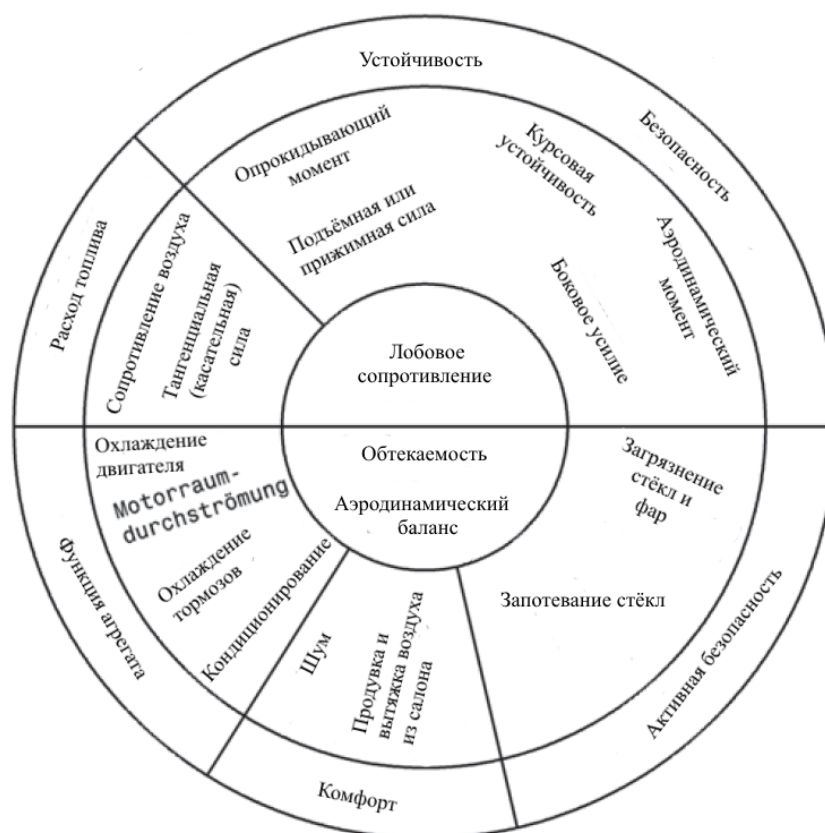 Устойчивость
Безопасность
Опрокидывающий
момент
Курсовая
устойчивость
Подъёмная или
прижимная сила
Аэродинамический
момент
Боковое усилие
Расход топлива
Сопротивление воздуха
Тангенциальная
(касательная)
сила
Лобовое
сопротивление
Обтекаемость
Аэродинамический
баланс
Охлаждение
двигателя
Motorraum-
durchströmung
Охлаждение
тормозов
Кондиционирование
Функция агрегата
Шум
Продувка и
вытяжка воздуха
из салона
Комфорт
Загрязнение
стёкл и
фар
Запотевание стёкл
Активная безопасность